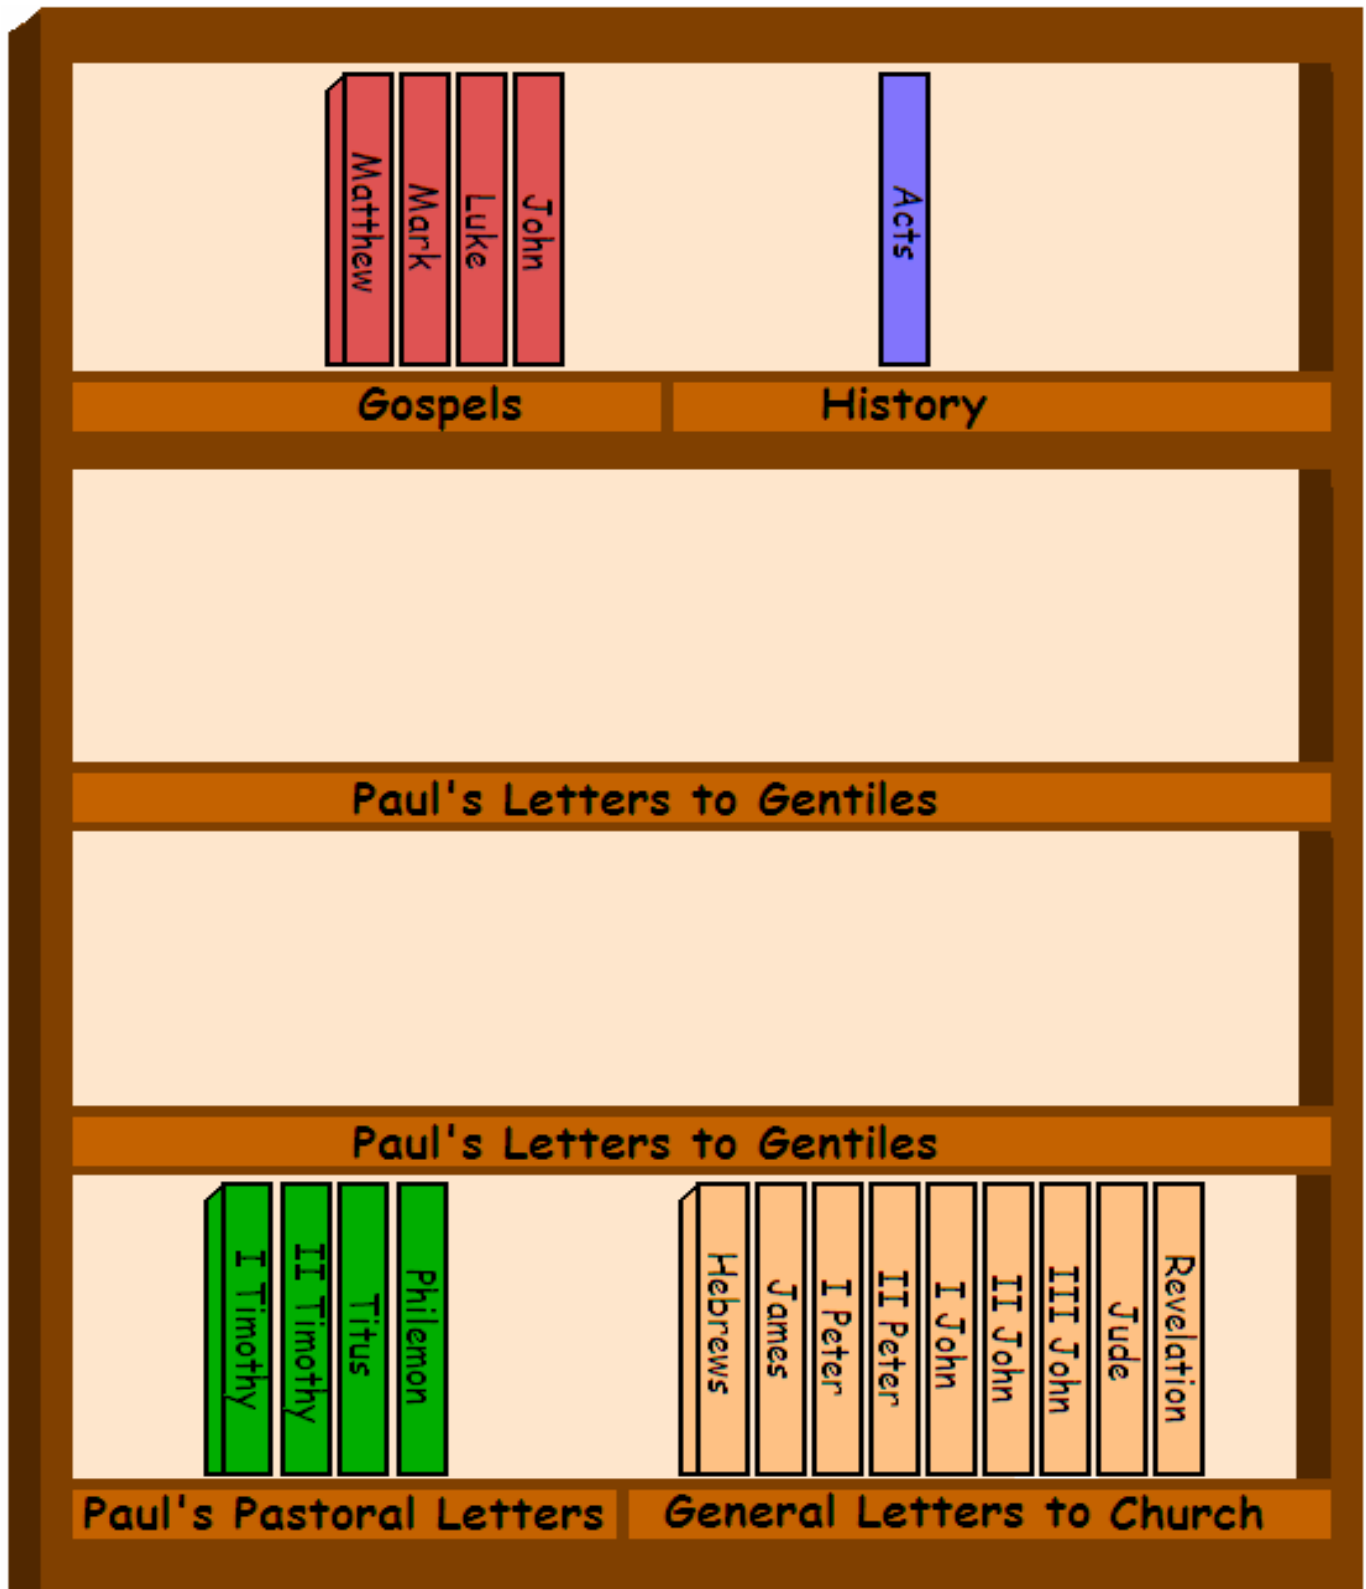 Matthew
Mark
Luke
John
Acts
Gospels
History
Paul's Letters to Gentiles
Paul's Letters to Gentiles
I Timothy
II Timothy
Titus
Philemon
Hebrews
James
I Peter
II Peter
I John
II John
III John
Jude
Revelation
Paul's Pastoral Letters
General Letters to Church